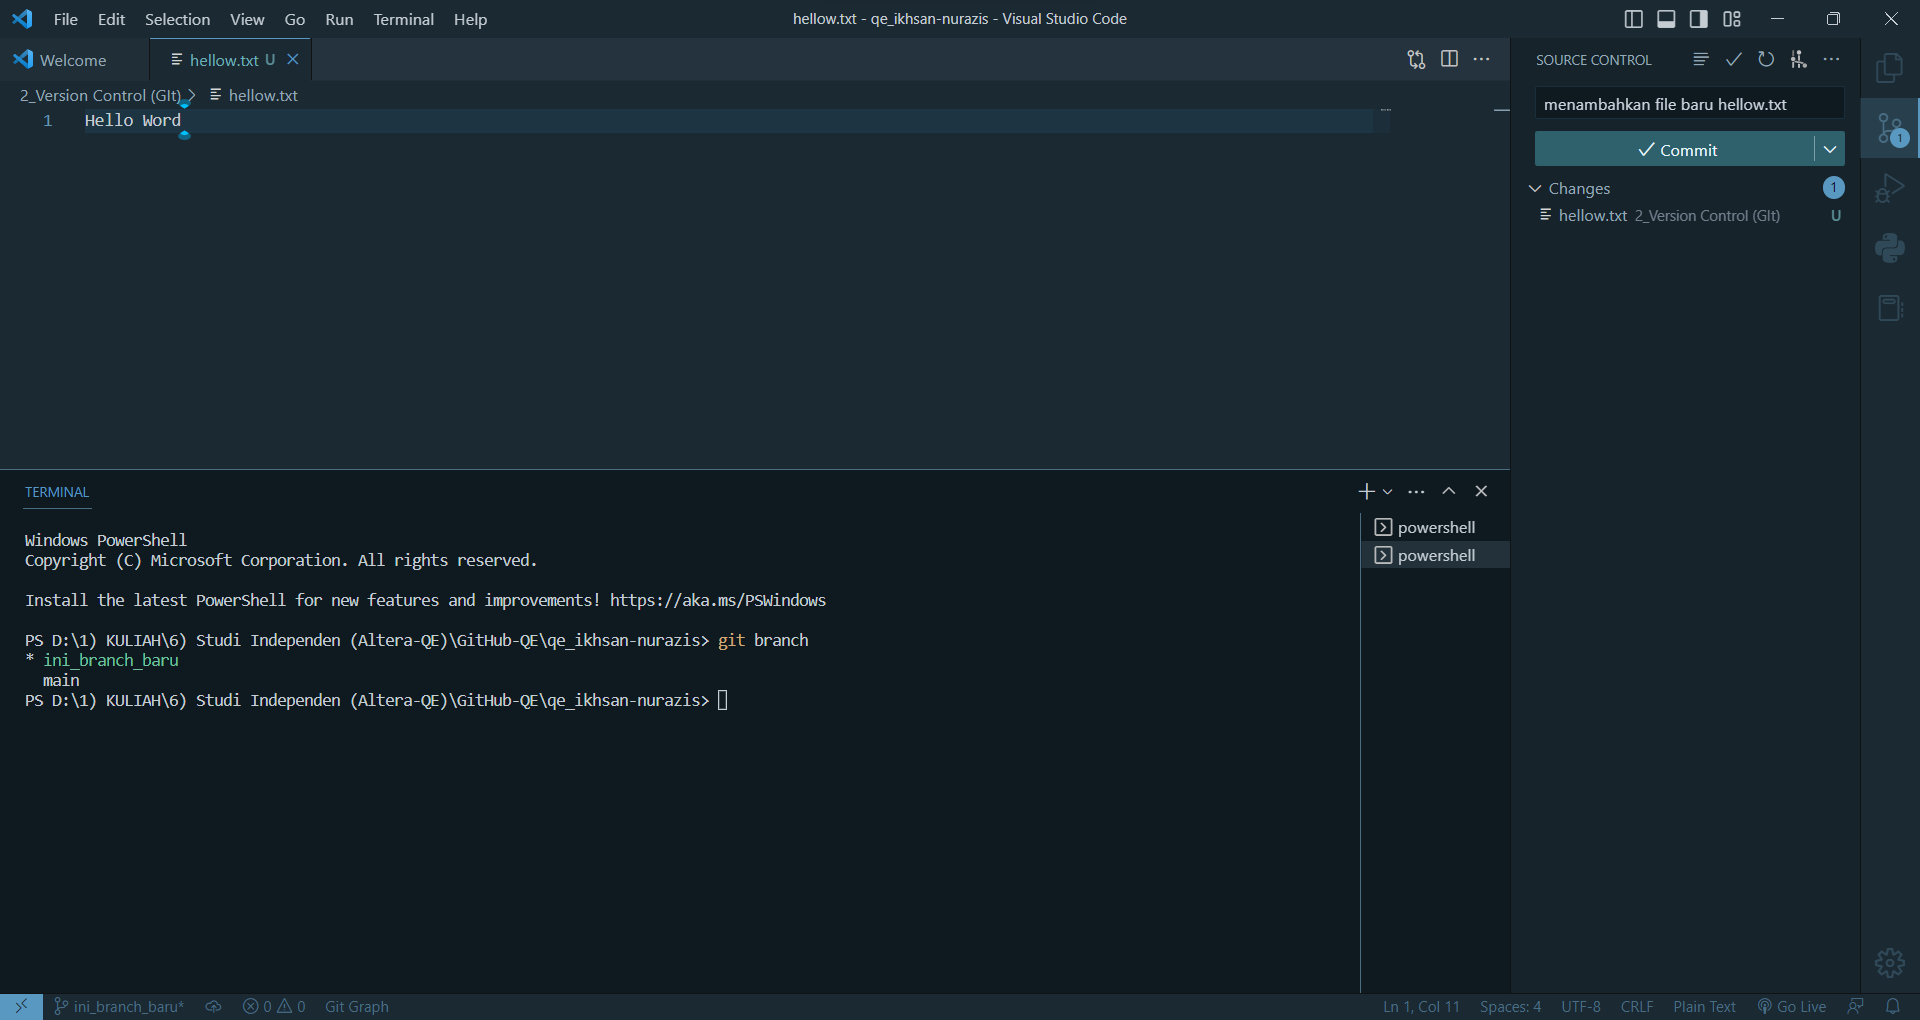 File Edit Selection View Go Run Terminal Help
hellow.txt - qe_ikhsan-nurazis - Visual Studio Code
Welcome
hellow.txt U
2_Version Control (GIt) > hellow.txt
1 Hello Word
SOURCE CONTROL
menambahkan file baru hellow.txt
Commit
Changes 1
hellow.txt 2_Version Control (GIt) U
1
TERMINAL
powershell
powershell
Windows PowerShell
Copyright (C) Microsoft Corporation. All rights reserved.
Install the latest PowerShell for new features and improvements! https://aka.ms/PSWindows
PS D:\1) KULIAH\6) Studi Independen (Altera-QE)\GitHub-QE\qe_ikhsan-nurazis> git branch
* ini_branch_baru
main
PS D:\1) KULIAH\6) Studi Independen (Altera-QE)\GitHub-QE\qe_ikhsan-nurazis>
ini_branch_baru* 0 0 Git Graph Ln 1, Col 11 Spaces: 4 UTF-8 CRLF Plain Text Go Live